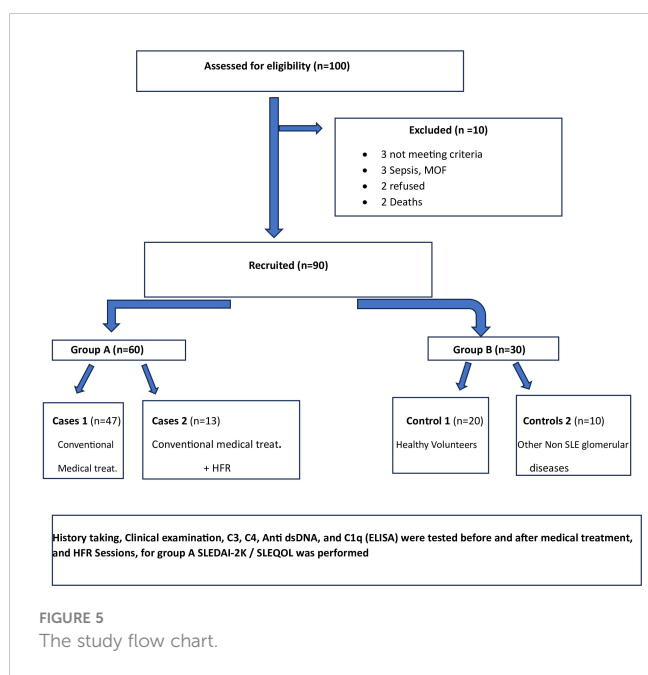 Assessed for eligibility (n=100)
Excluded (n =10)
• 3 not meeting criteria
• 3 Sepsis, MOF
• 2 refused
• 2 Deaths
Recruited (n=90)
Group A (n=60)
Group B (n=30)
Cases 1 (n=47)
Conventional
Medical treat.
Cases 2 (n=13)
Conventional medical treat.
+ HFR
Control 1 (n=20)
Healthy Volunteers
Controls 2 (n=10)
Other Non SLE glomerular
diseases
History taking, Clinical examination, C3, C4, Anti dsDNA, and C1q (ELISA) were tested before and after medical treatment,
and HFR Sessions, for group A SLEDAI-2K / SLEQOL was performed
FIGURE 5
The study flow chart.